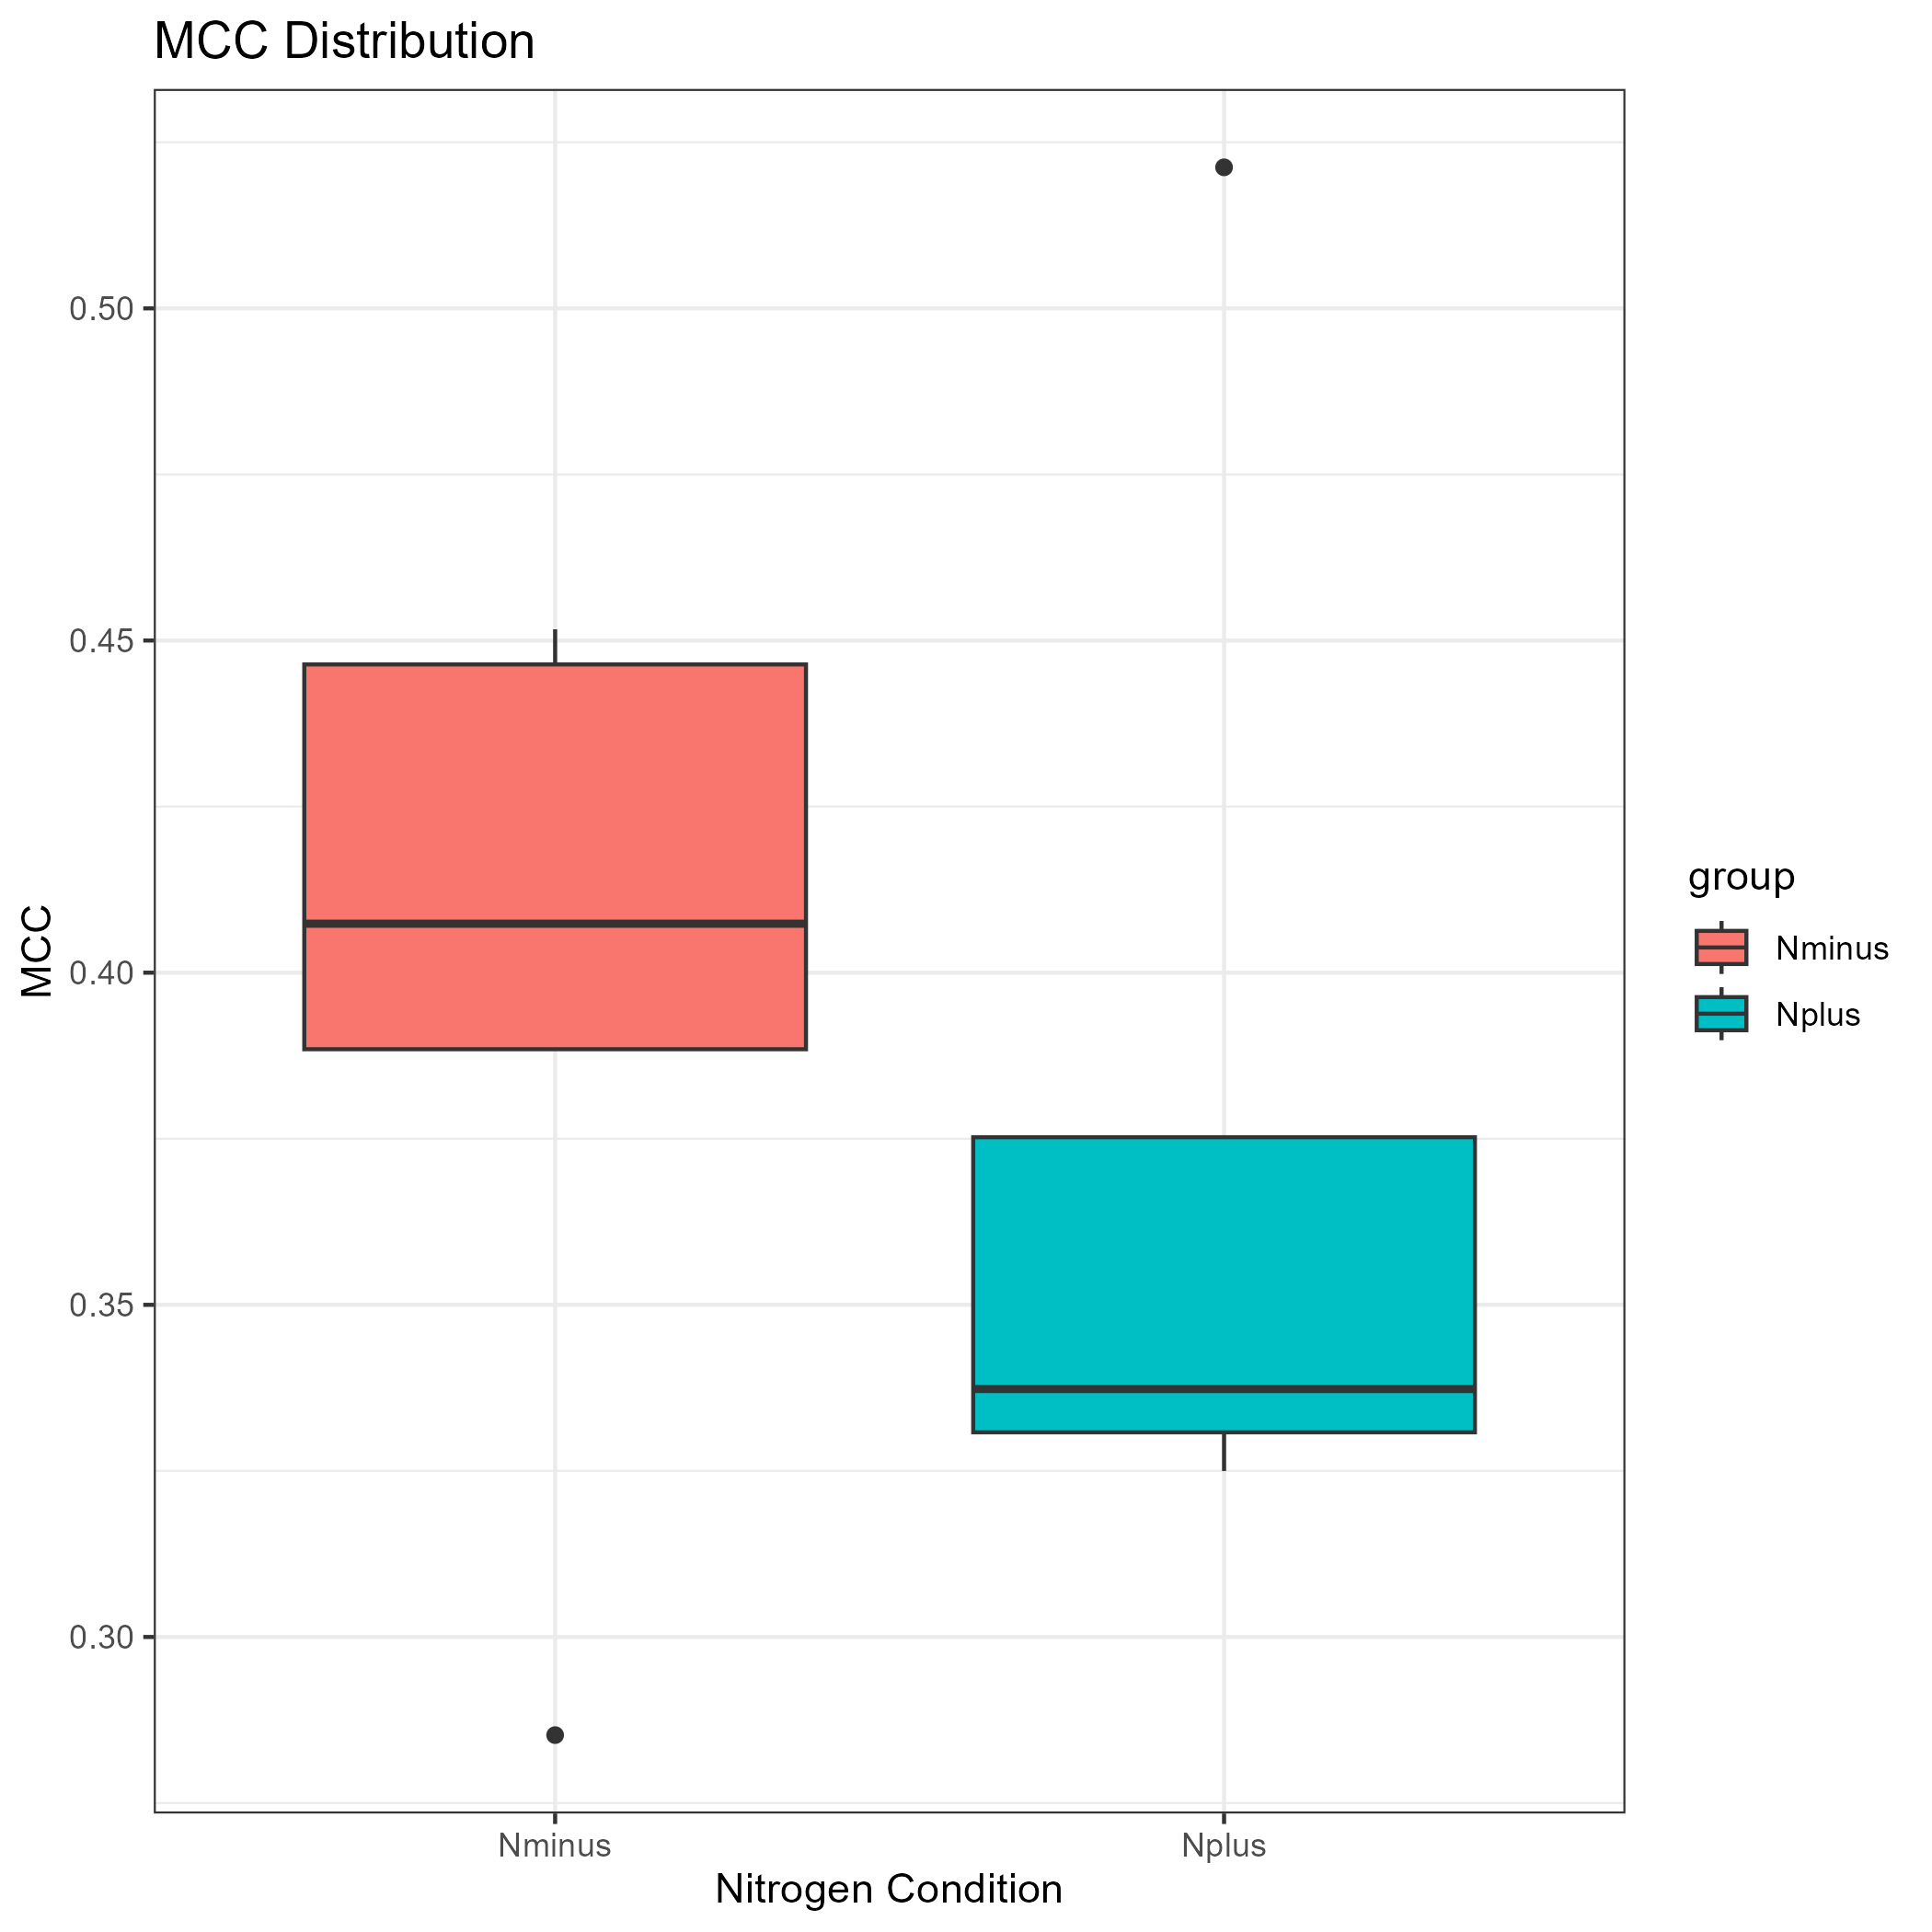 MCC Distribution
MCC
0.50
0.45
0.40
0.35
0.30
Nminus
Nplus
Nitrogen Condition
group
Nminus
Nplus